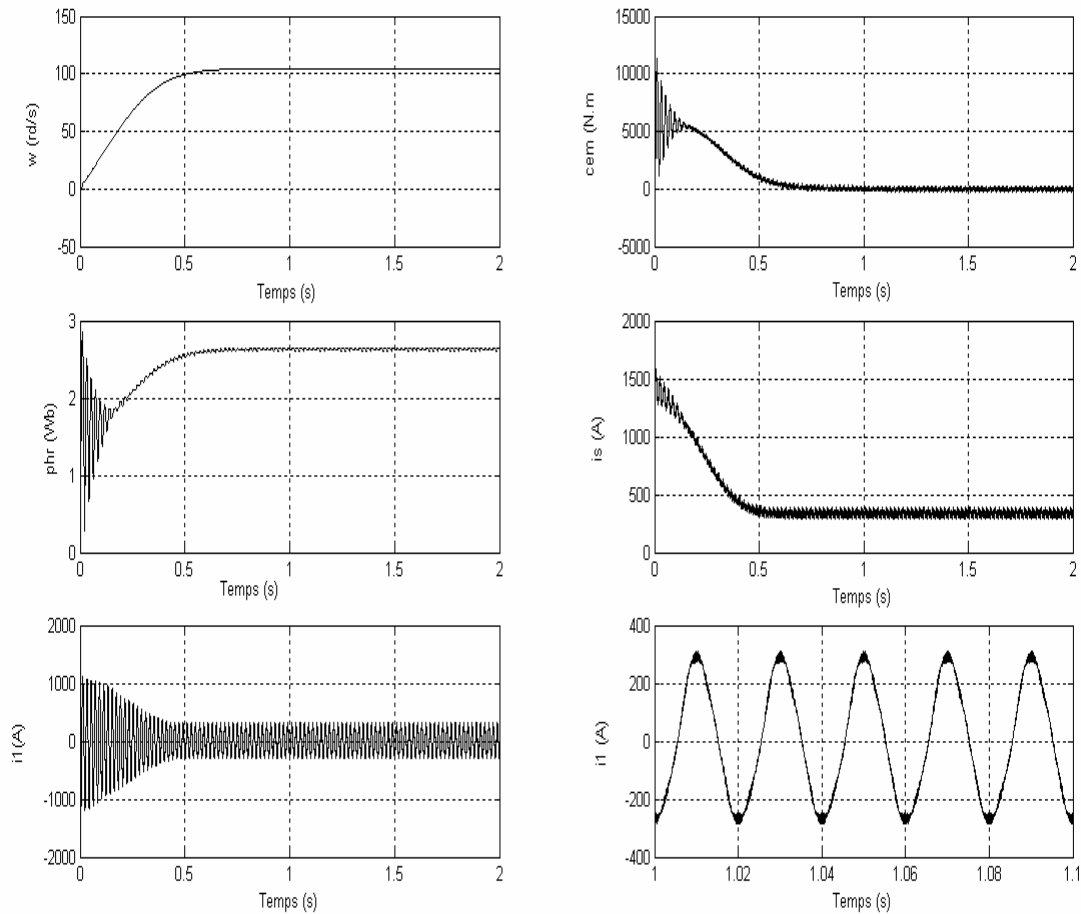 150
100
50
0
-50
w (rd/s)
0 0.5 1 1.5 2
Temps (s)
15000
10000
5000
0
-5000
cem (N.m
0 0.5 1 1.5 2
Temps (s)
3
2
1
0
phr (Wb)
0 0.5 1 1.5 2
Temps (s)
2000
1500
1000
500
0
is (A)
0 0.5 1 1.5 2
Temps (s)
2000
1000
0
-1000
-2000
i1 (A)
0 0.5 1 1.5 2
Temps (s)
400
200
0
-200
-400
i1 (A)
1 1.02 1.04 1.06 1.08 1.1
Temps (s)